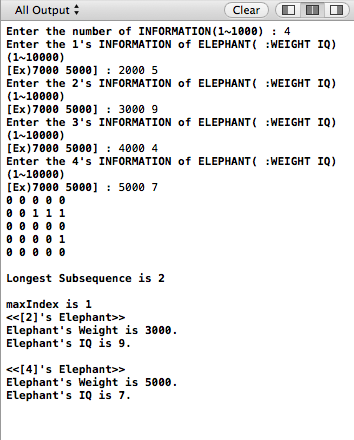 All Output
Clear
Enter the number of INFORMATION(1~1000) : 4
Enter the 1's INFORMATION of ELEPHANT( :WEIGHT IQ)
(1~10000)
[Ex)7000 5000] : 2000 5
Enter the 2's INFORMATION of ELEPHANT( :WEIGHT IQ)
(1~10000)
[Ex)7000 5000] : 3000 9
Enter the 3's INFORMATION of ELEPHANT( :WEIGHT IQ)
(1~10000)
[Ex)7000 5000] : 4000 4
Enter the 4's INFORMATION of ELEPHANT( :WEIGHT IQ)
(1~10000)
[Ex)7000 5000] : 5000 7
0 0 0 0 0
0 0 1 1 1
0 0 0 0 0
0 0 0 0 1
0 0 0 0 0
Longest Subsequence is 2
maxIndex is 1
<<[2]'s Elephant>>
Elephant's Weight is 3000.
Elephant's IQ is 9.
<<[4]'s Elephant>>
Elephant's Weight is 5000.
Elephant's IQ is 7.